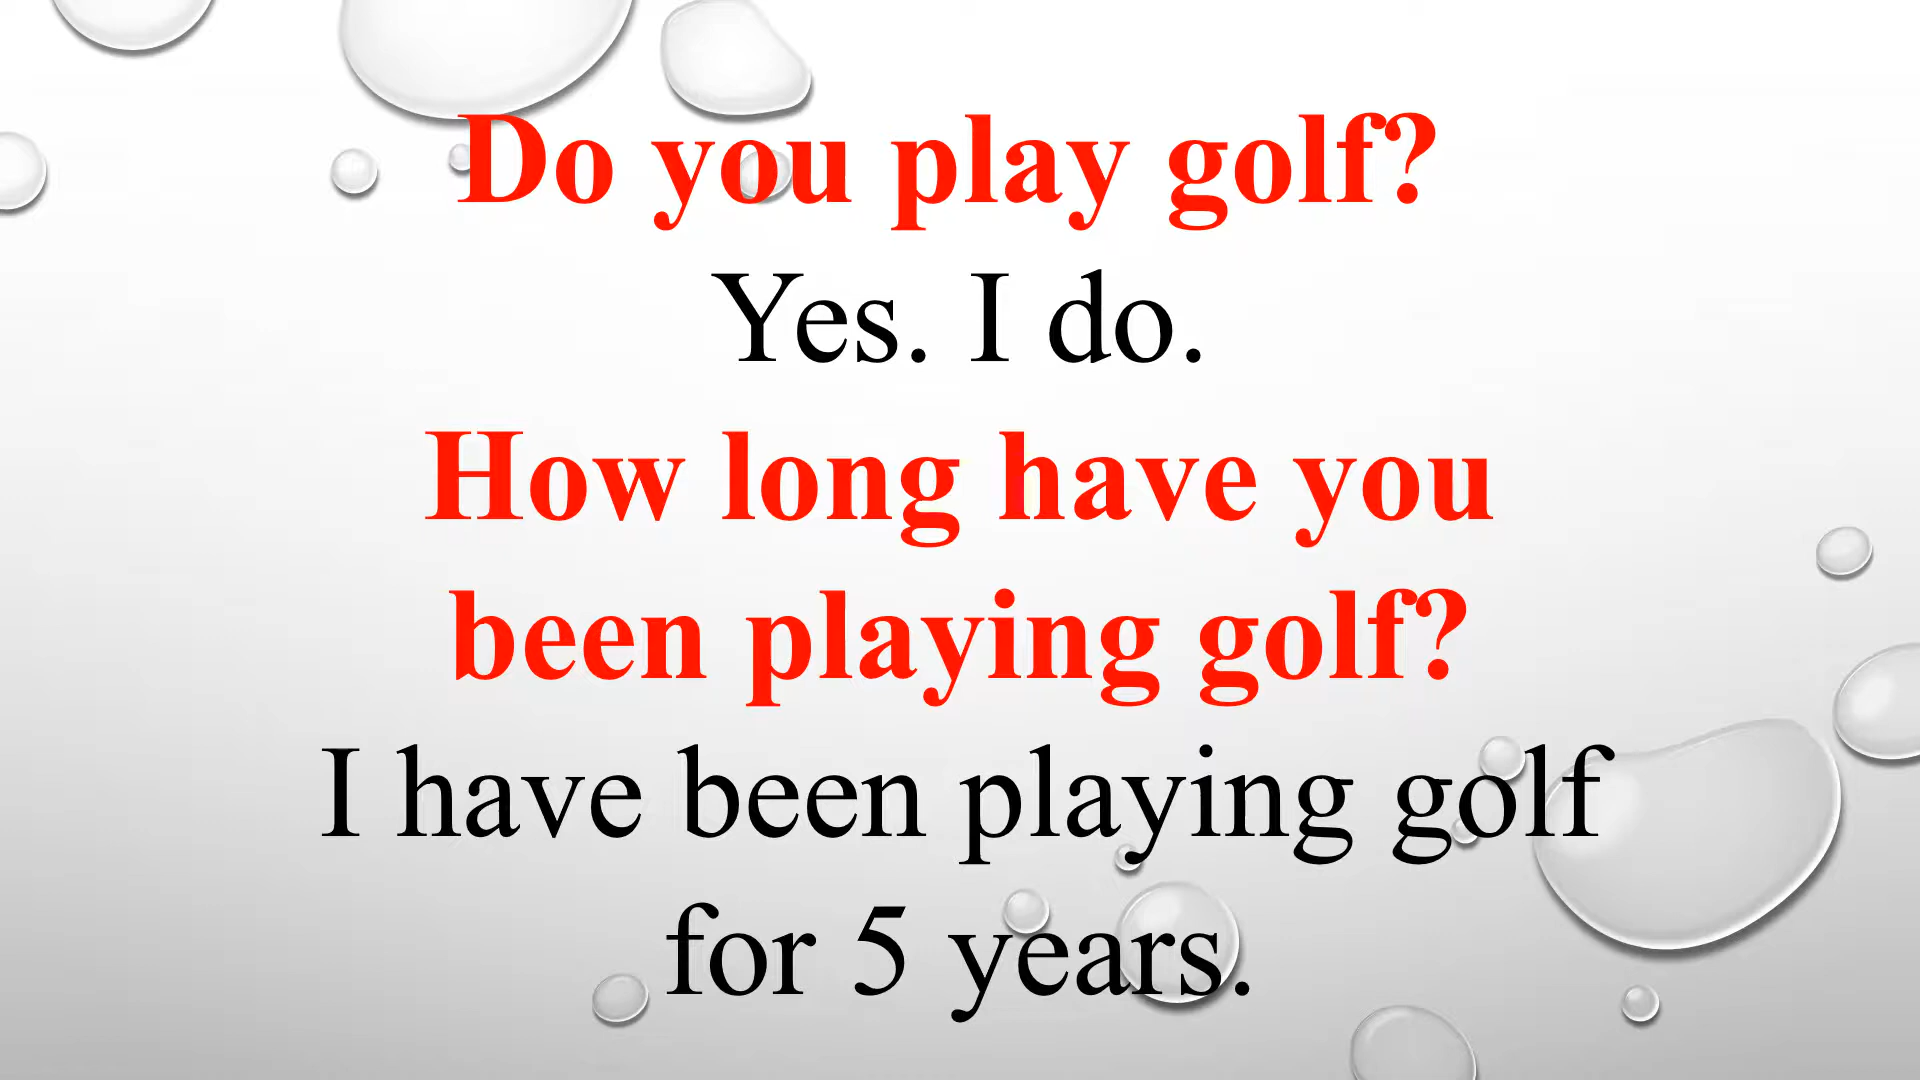 Do you play golf?
Yes. I do.
How long have you
been playing golf?
I have been playing golf
for 5 years.